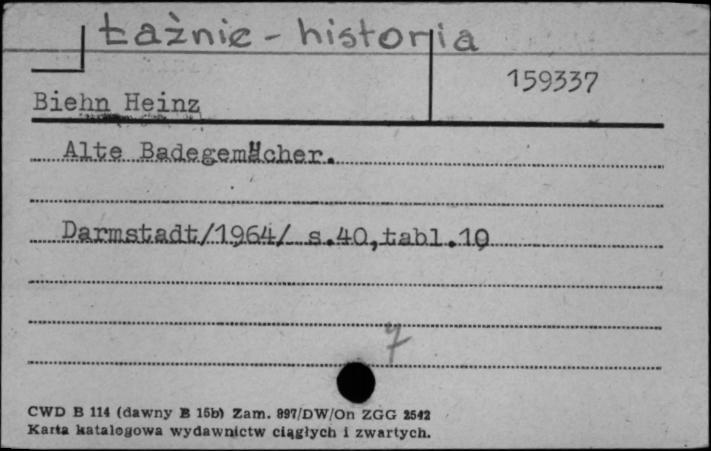 Łaźnie - historia
159337
Biehn Heinz
Alte Badegemächer.
Darmstadt/1964/ s.40,tabl.10
7
CWD B 114 (dawny B 15b) Zam. 897/DW/On ZGG 2542
Karta katalogowa wydawnictw ciągłych i zwartych.